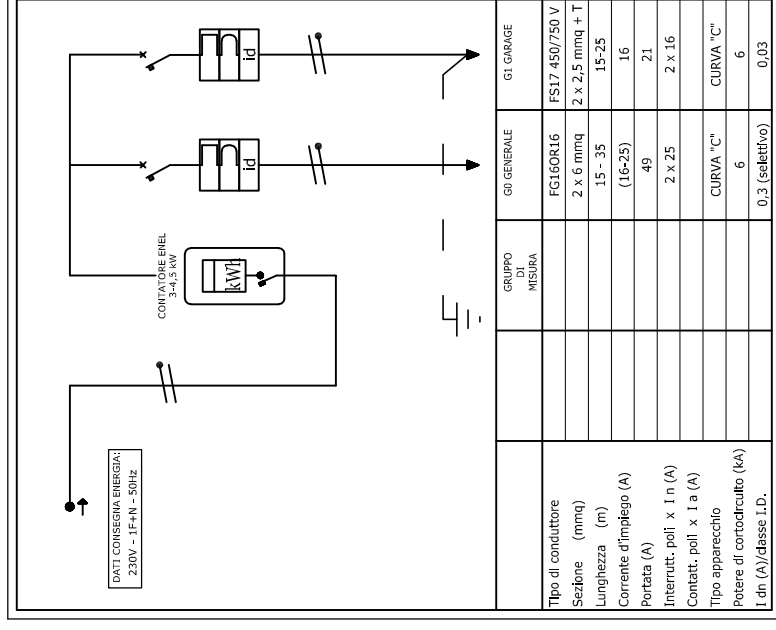 DATI CONSEGNA ENERGIA:
230V - 1F+N - 50Hz
CONTATORE ENEL
3-4,5 kW
kWh
id
id
GRUPPO
DI
MISURA
G0 GENERALE
G1 GARAGE
Tipo di conduttore FG16OR16 FS17 450/750 V
Sezione (mmq) 2 x 6 mmq 2 x 2,5 mmq + T
Lunghezza (m) 15 - 35 15-25
Corrente d'impiego (A) (16-25) 16
Portata (A) 49 21
Interrutt. poli x I n (A) 2 x 25 2 x 16
Contatt. poli x I a (A)
Tipo apparecchio CURVA "C" CURVA "C"
Potere di cortocircuito (kA) 6 6
I dn (A)/classe I.D. 0,3 (selettivo) 0,03